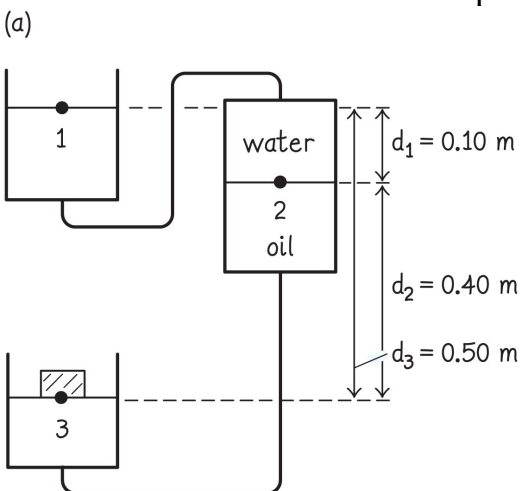 (a)
1
water
d₁ = 0.10 m
2
oil
d₂ = 0.40 m
d₃ = 0.50 m
3